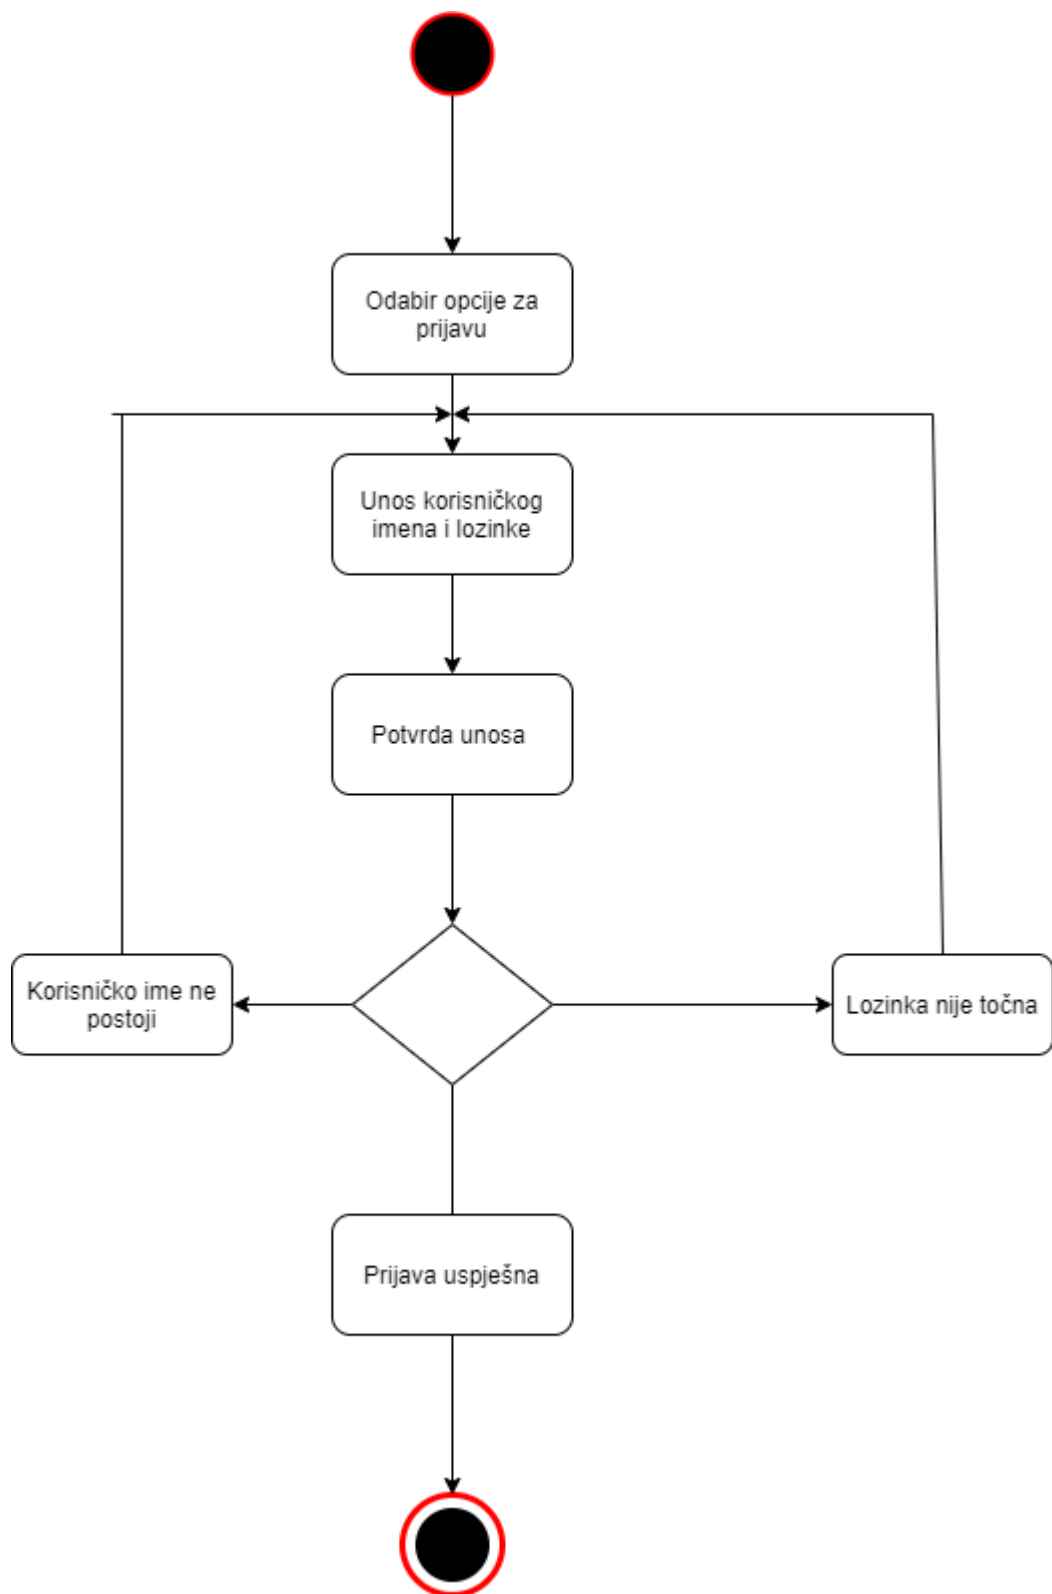 Odabir opcije za
prijavu
Unos korisničkog
imena i lozinke
Potvrda unosa
Korisničko ime ne
postoji
Lozinka nije točna
Prijava uspješna